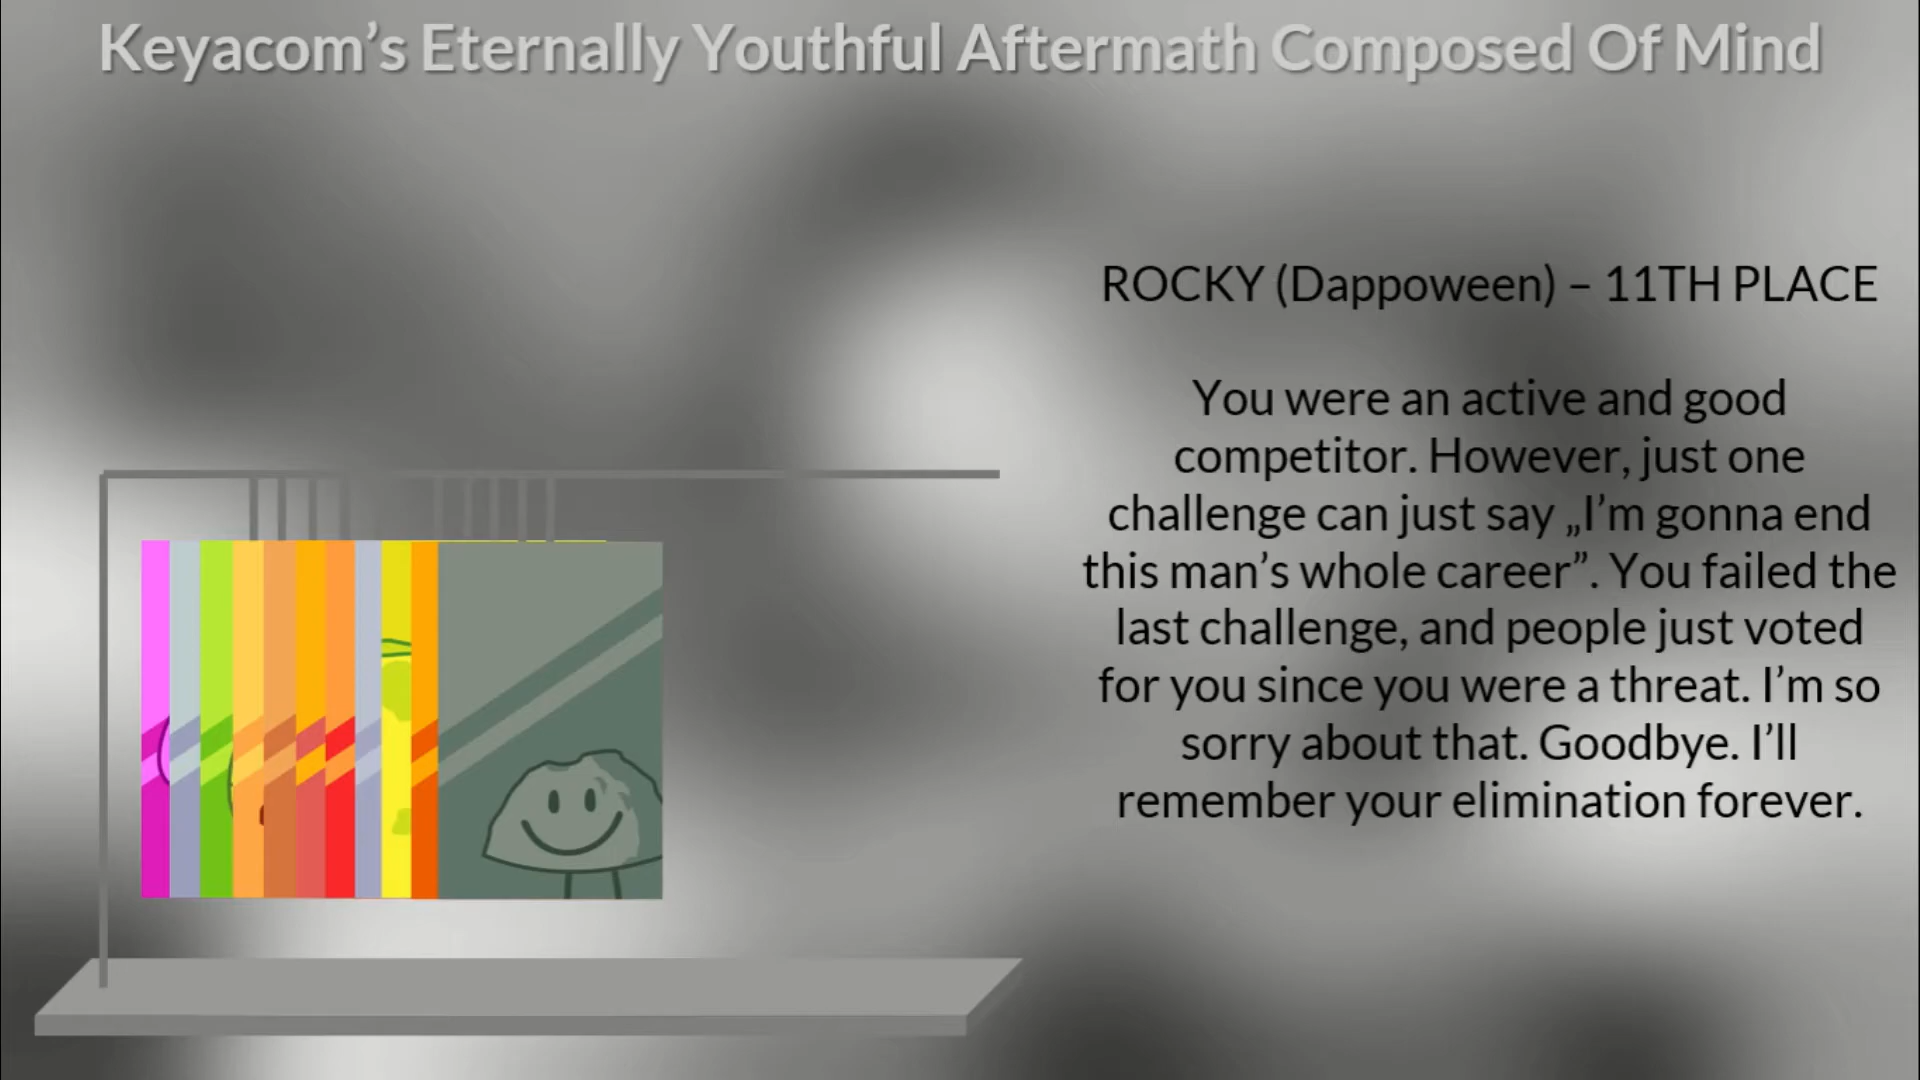 Keyacom’s Eternally Youthful Aftermath Composed Of Mind
ROCKY (Dappoween) – 11TH PLACE
You were an active and good
competitor. However, just one
challenge can just say „I’m gonna end
this man’s whole career”. You failed the
last challenge, and people just voted
for you since you were a threat. I’m so
sorry about that. Goodbye. I’ll
remember your elimination forever.